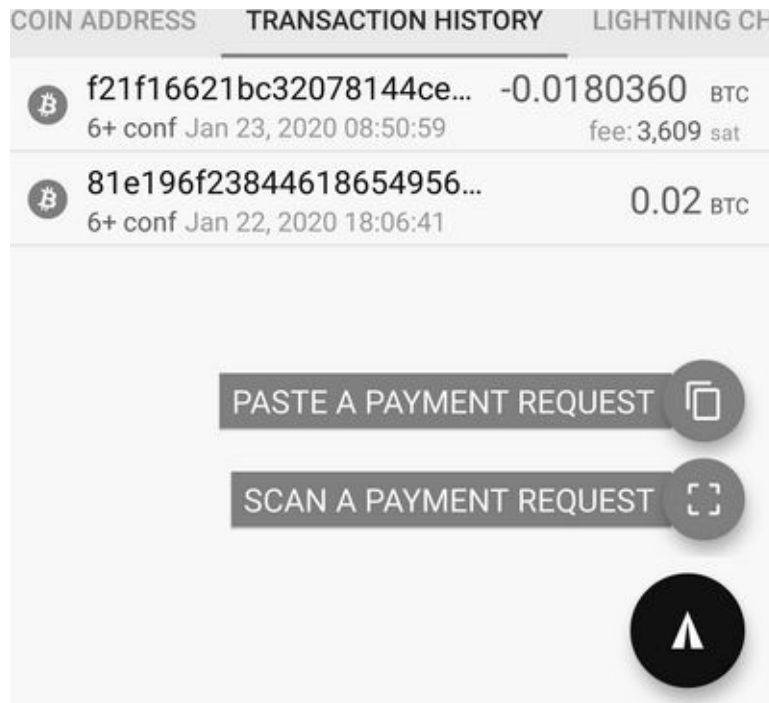 COIN ADDRESS TRANSACTION HISTORY LIGHTNING CH
f21f16621bc32078144ce... -0.0180360 BTC
6+ conf Jan 23, 2020 08:50:59 fee: 3,609 sat
81e196f23844618654956... 0.02 BTC
6+ conf Jan 22, 2020 18:06:41
PASTE A PAYMENT REQUEST
SCAN A PAYMENT REQUEST